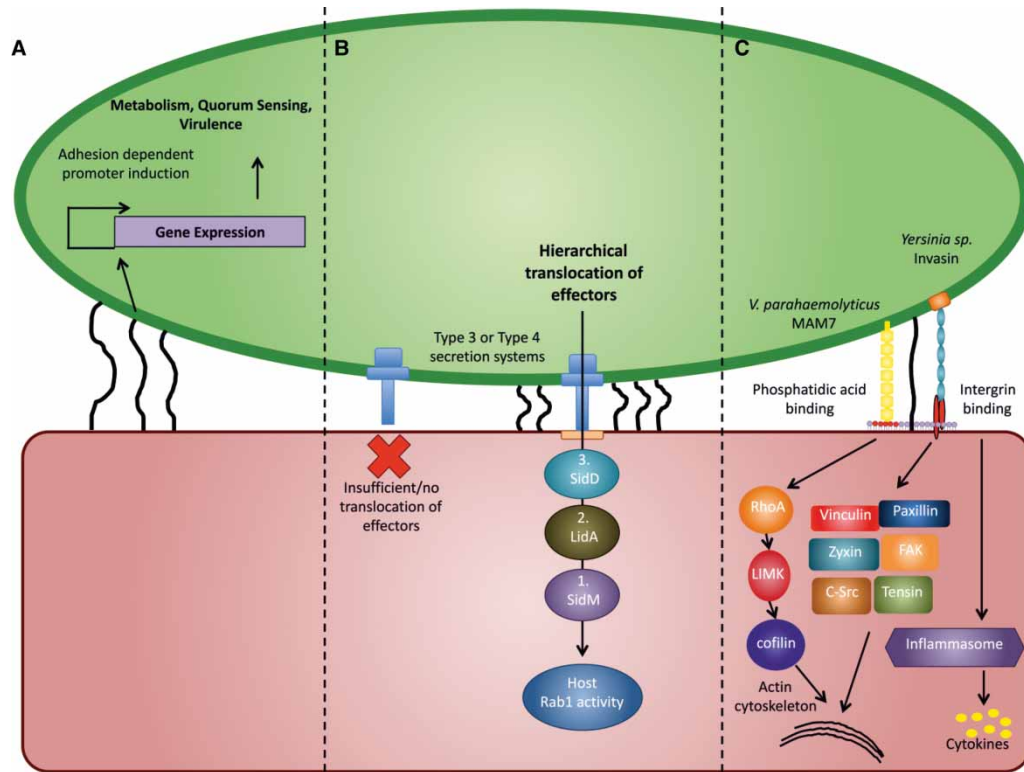 A
Metabolism, Quorum Sensing,
Virulence
Adhesion dependent
promoter induction
Gene Expression
B
Hierarchical
translocation of
effectors
Type 3 or Type 4
secretion systems
Insufficient/no
translocation of
effectors
3.
SidD
2.
LidA
1.
SidM
Host
Rab1 activity
C
Yersinia sp.
Invasin
V. parahaemolyticus
MAM7
Phosphatidic acid
binding
Intergrin
binding
RhoA
LIMK
cofilin
Vinculin
Paxillin
Zyxin
FAK
C-Src
Tensin
Actin
cytoskeleton
Inflammasome
Cytokines